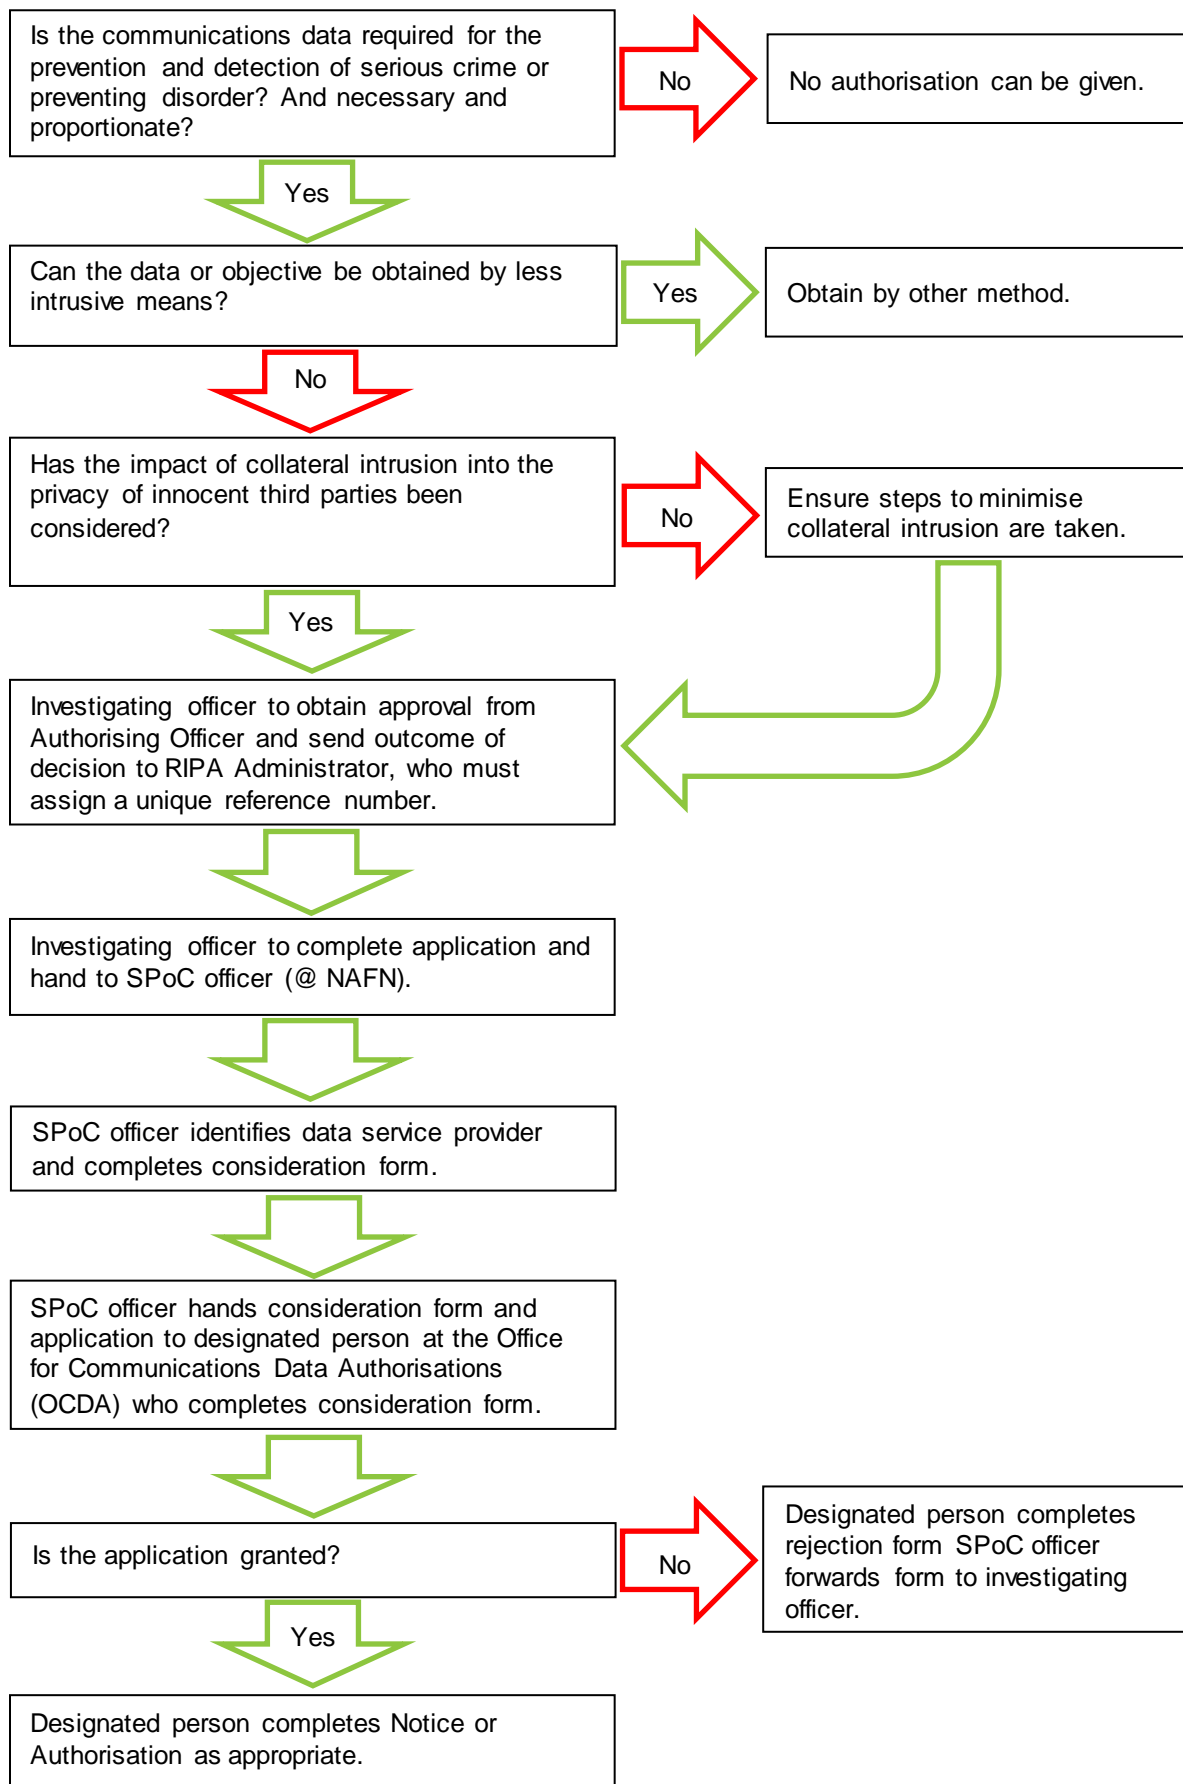 Is the communications data required for the
prevention and detection of serious crime or
preventing disorder? And necessary and
proportionate?
No
No authorisation can be given.
Yes
Can the data or objective be obtained by less
intrusive means?
Yes
Obtain by other method.
No
Has the impact of collateral intrusion into the
privacy of innocent third parties been
considered?
No
Ensure steps to minimise
collateral intrusion are taken.
Yes
Investigating officer to obtain approval from
Authorising Officer and send outcome of
decision to RIPA Administrator, who must
assign a unique reference number.
Investigating officer to complete application and
hand to SPoC officer (@ NAFN).
SPoC officer identifies data service provider
and completes consideration form.
SPoC officer hands consideration form and
application to designated person at the Office
for Communications Data Authorisations
(OCDA) who completes consideration form.
Is the application granted?
No
Designated person completes
rejection form SPoC officer
forwards form to investigating
officer.
Yes
Designated person completes Notice or
Authorisation as appropriate.